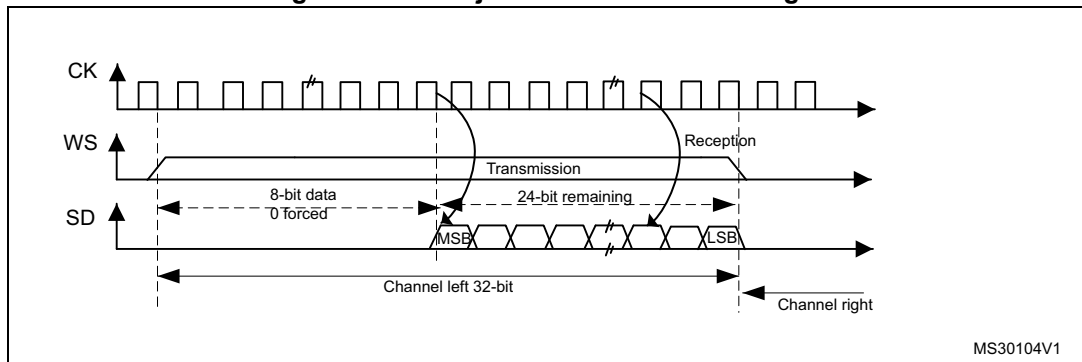 CK
WS
Reception
Transmission
8-bit data
0 forced
24-bit remaining
SD
MSB
LSB
Channel left 32-bit
Channel right
MS30104V1